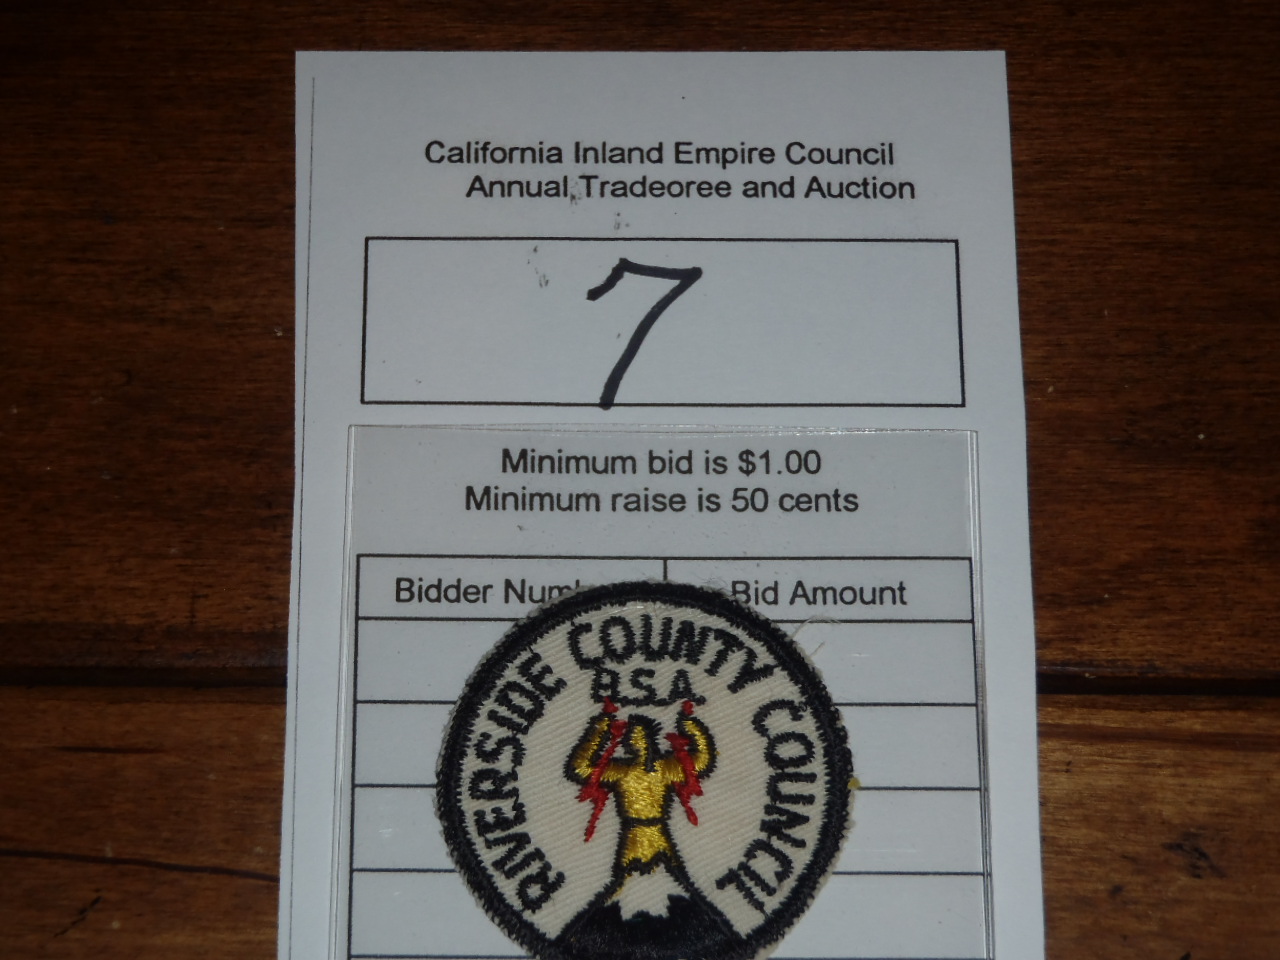 California Inland Empire Council
Annual Tradeoree and Auction
7
Minimum bid is $1.00
Minimum raise is 50 cents
Bidder Bid Amount
RIVERSIDE COUNTY COUNCIL
B.S.A.